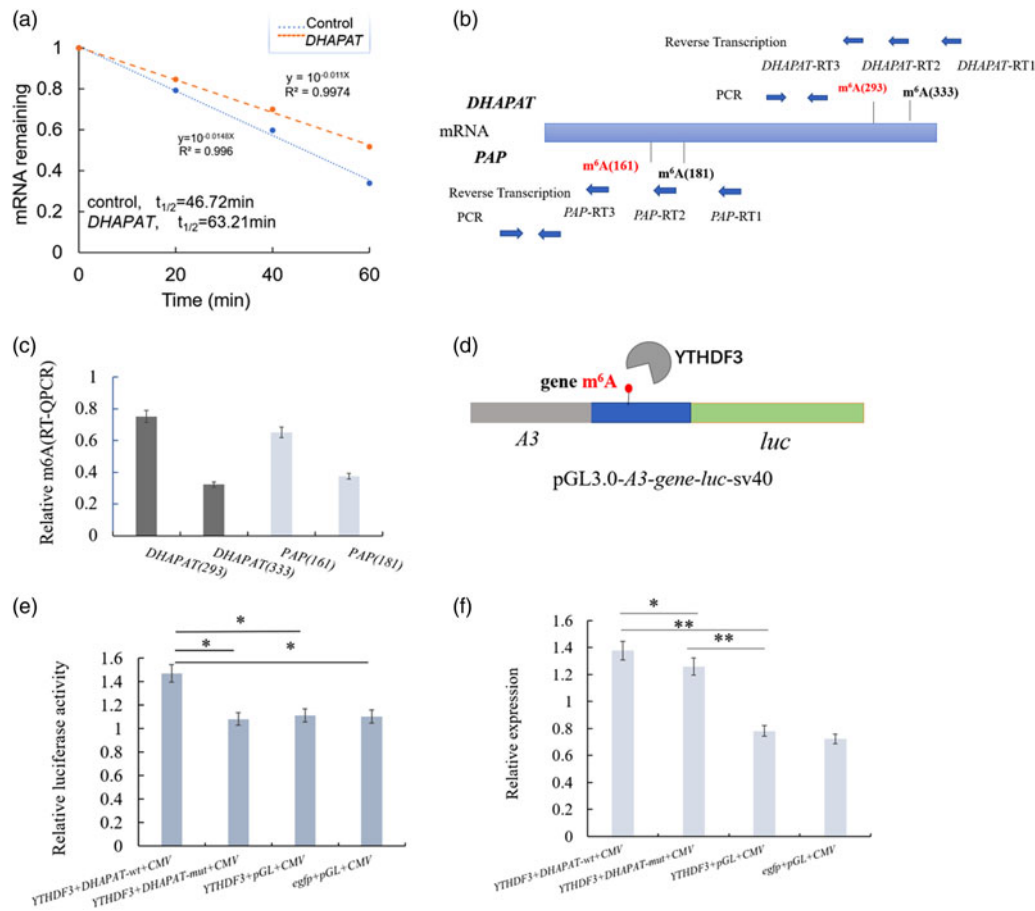 (a)
Control
DHAPAT
y = 10^-0.011X
R² = 0.9974
y=10^-0.0148X
R² = 0.996
control, t1/2=46.72min
DHAPAT, t1/2=63.21min
mRNA remaining
1
0.8
0.6
0.4
0.2
0
0 20 40 60
Time (min)
(b)
Reverse Transcription
DHAPAT-RT3 DHAPAT-RT2 DHAPAT-RT1
PCR
m⁶A(293) m⁶A(333)
DHAPAT
mRNA
PAP
m⁶A(161) m⁶A(181)
Reverse Transcription
PAP-RT3 PAP-RT2 PAP-RT1
PCR
(c)
Relative m6A(RT-QPCR)
1
0.8
0.6
0.4
0.2
0
DHAPAT(293) DHAPAT(333) PAP(161) PAP(181)
(d)
YTHDF3
gene m⁶A
A3 luc
pGL3.0-A3-gene-luc-sv40
(e)
* * *
Relative luciferase activity
1.6
1.4
1.2
1
0.8
0.6
0.4
0.2
0
YTHDF3+DHAPAT-wt+CMV
YTHDF3+DHAPAT-mut+CMV
YTHDF3+pGL+CMV
egfp+pGL+CMV
(f)
*
**
**
Relative expression
1.6
1.4
1.2
1
0.8
0.6
0.4
0.2
0
YTHDF3+DHAPAT-wt+CMV
YTHDF3+DHAPAT-mut+CMV
YTHDF3+pGL+CMV
egfp+pGL+CMV